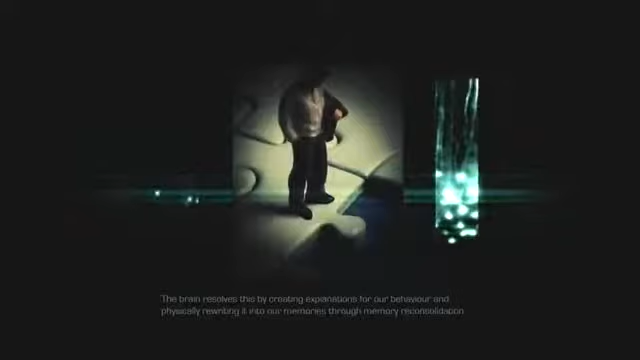 The brain resolves this by creating explanations for our behaviour and
physically rewriting it into our memories through memory reconsolidation